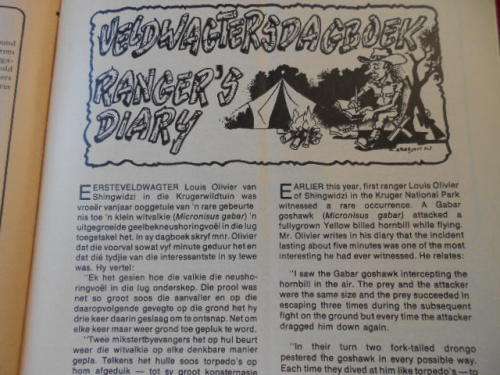 VELDWAGTERSDAGBOEK
RANGER'S
DIARY
EERSTEVELDWAGTER Louis Olivier van
Shingwidzi in die Krugerwildtuin was
vroeër vanjaar ooggetuie van 'n rare gebeurte
nis toe 'n klein witvalkie (Micronisus gabar) 'n
uitgegroeide geelbekneushoringvoël in die lug
toegetakel het. In sy dagboek skryf mnr. Olivier
dat die voorval sowat vyf minute geduur het en
dat dié tydjie van die interessantste in sy lewe
was. Hy vertel:
"Ek het gesien hoe die valkie die neusho-
ringvoël in die lug onderskep. Die prooi was
net so groot soos die aanvaller en op die
daaropvolgende geveg op die grond het hy
drie keer daarin geslaag om te ontsnap. Net om
elke keer maar weer grond toe gepluk te word.
"Twee mikstertbyevangers het op hul beurt
weer die witvalkie op elke denkbare manier
gepla. Telkens het hulle soos torpedo's op
hom afgeduik — tot sy groot konsternasie
EARLIER this year, first ranger Louis Olivier
of Shingwidzi in the Kruger National Park
witnessed a rare occurrence. A Gabar
goshawk (Micronisus gabar) attacked a
fullygrown Yellow billed hornbill while flying.
Mr. Olivier writes in his diary that the incident
lasting about five minutes was one of the most
interesting he had ever witnessed. He relates:
"I saw the Gabar goshawk intercepting the
hornbill in the air. The prey and the attacker
were the same size and the prey succeeded in
escaping three times during the subsequent
fight on the ground but every time the attacker
dragged him down again.
"In their turn two fork-tailed drongo
pestered the goshawk in every possible way.
Each time they dived at him like torpedo's — to